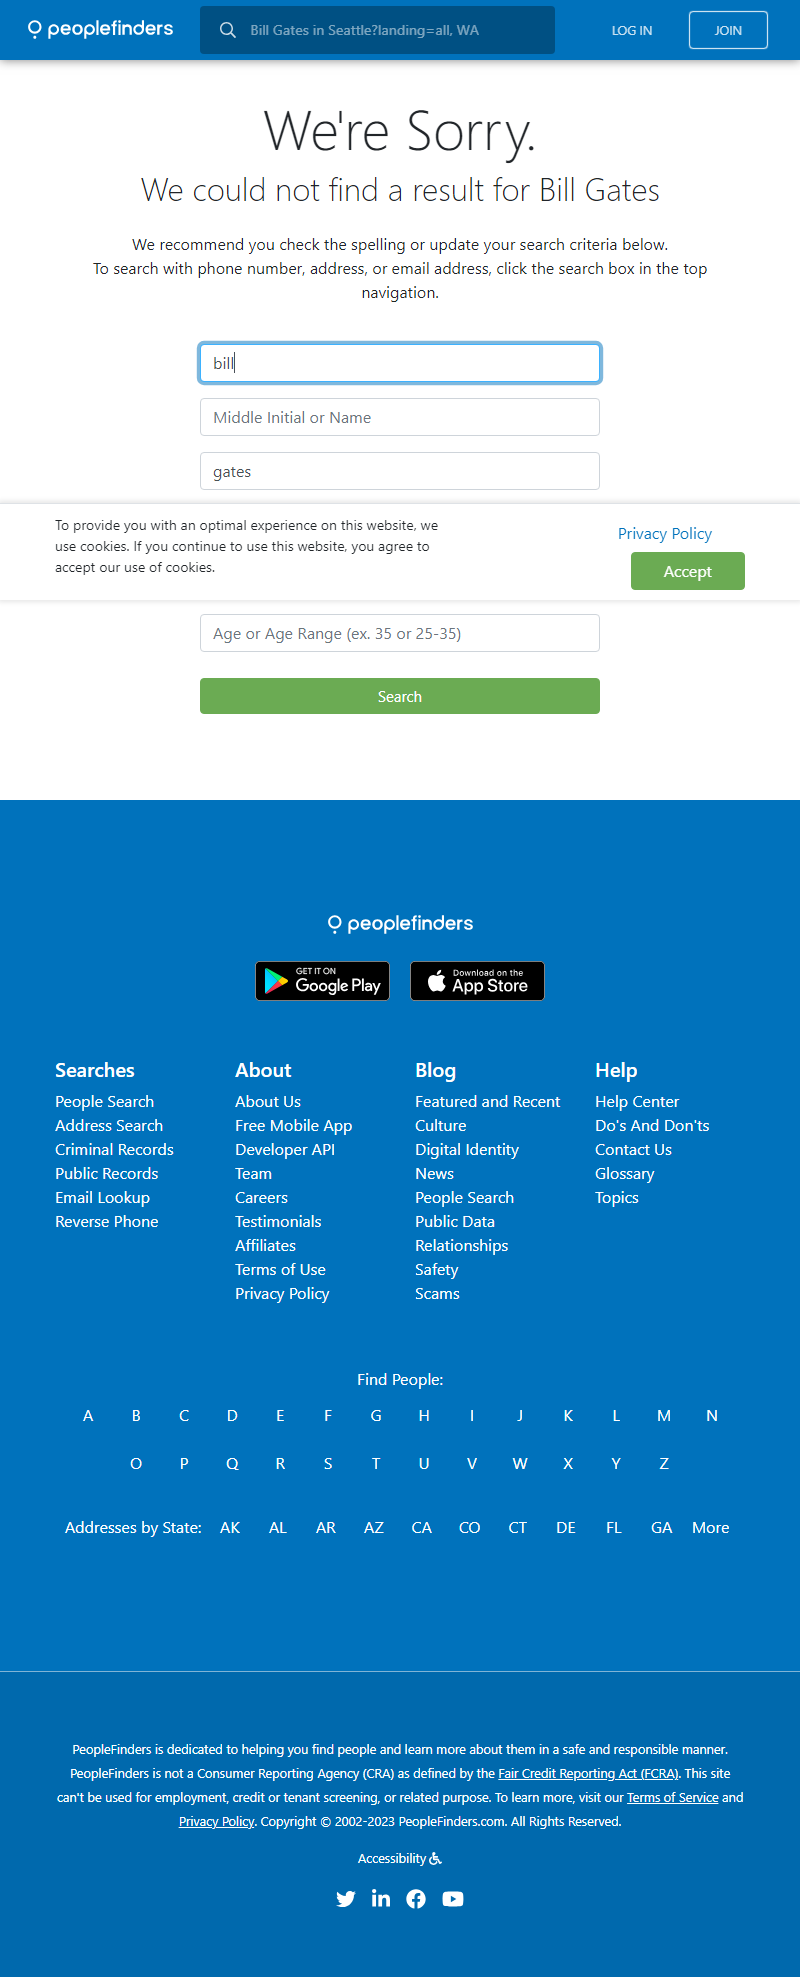 peoplefinders
Bill Gates in Seattle?landing=all, WA
LOG IN
JOIN
We're Sorry.
We could not find a result for Bill Gates
We recommend you check the spelling or update your search criteria below.
To search with phone number, address, or email address, click the search box in the top
navigation.
bill
Middle Initial or Name
gates
To provide you with an optimal experience on this website, we
use cookies. If you continue to use this website, you agree to
accept our use of cookies.
Privacy Policy
Accept
Age or Age Range (ex. 35 or 25-35)
Search
peoplefinders
GET IT ON
Google Play
Download on the
App Store
Searches
People Search
Address Search
Criminal Records
Public Records
Email Lookup
Reverse Phone
About
About Us
Free Mobile App
Developer API
Team
Careers
Testimonials
Affiliates
Terms of Use
Privacy Policy
Blog
Featured and Recent
Culture
Digital Identity
News
People Search
Public Data
Relationships
Safety
Scams
Help
Help Center
Do's And Don'ts
Contact Us
Glossary
Topics
Find People:
A B C D E F G H I J K L M N
O P Q R S T U V W X Y Z
Addresses by State: AK AL AR AZ CA CO CT DE FL GA More
PeopleFinders is dedicated to helping you find people and learn more about them in a safe and responsible manner.
PeopleFinders is not a Consumer Reporting Agency (CRA) as defined by the Fair Credit Reporting Act (FCRA). This site
can't be used for employment, credit or tenant screening, or related purpose. To learn more, visit our Terms of Service and
Privacy Policy. Copyright © 2002-2023 PeopleFinders.com. All Rights Reserved.
Accessibility